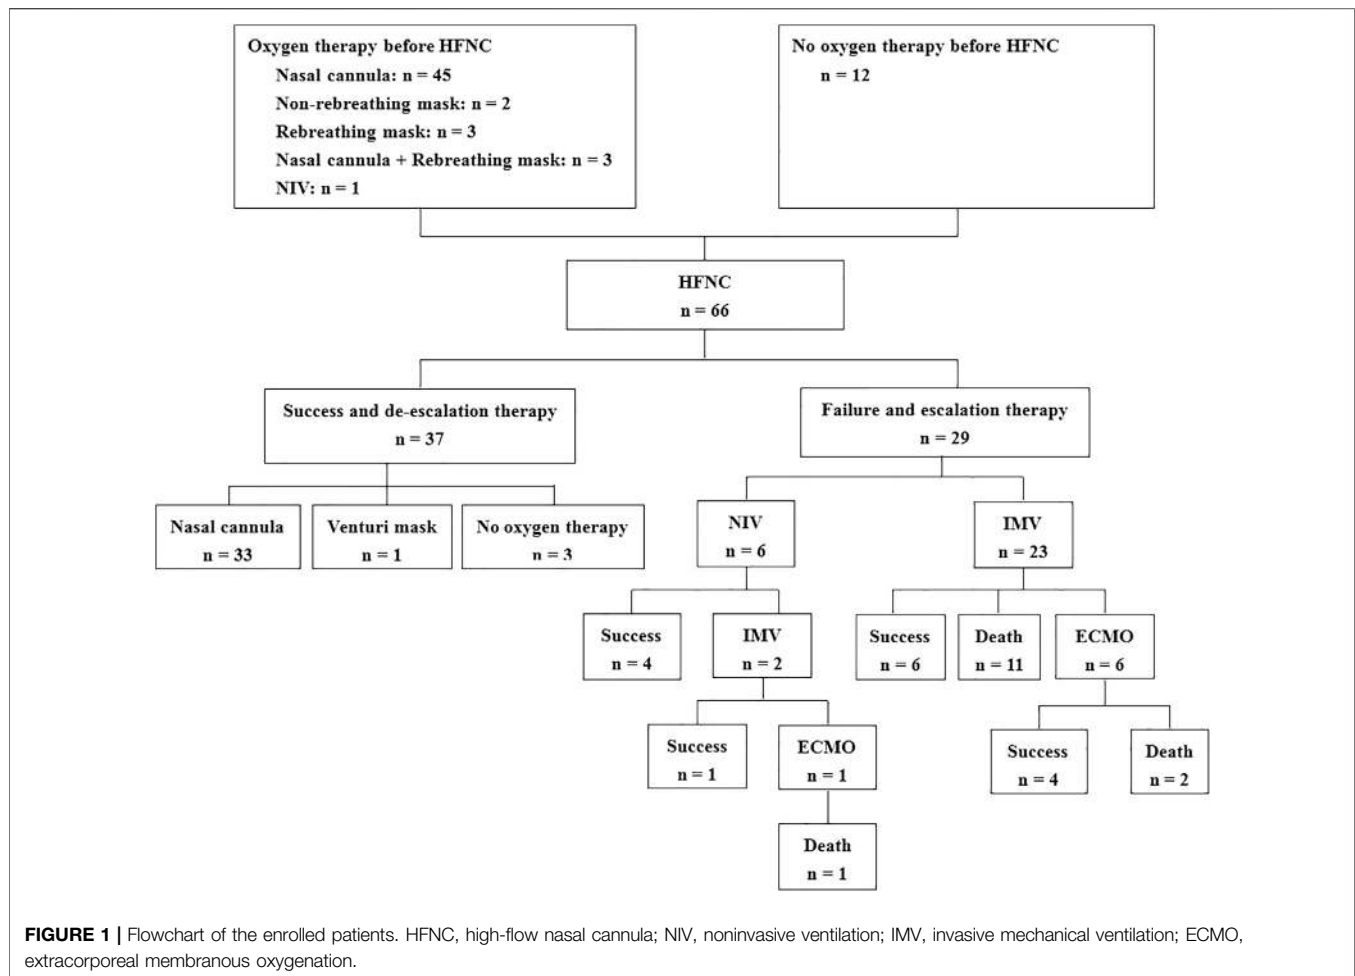 Oxygen therapy before HFNC
Nasal cannula: n = 45
Non-rebreathing mask: n = 2
Rebreathing mask: n = 3
Nasal cannula + Rebreathing mask: n = 3
NIV: n = 1
No oxygen therapy before HFNC
n = 12
HFNC
n = 66
Success and de-escalation therapy
n = 37
Failure and escalation therapy
n = 29
Nasal cannula
n = 33
Venturi mask
n = 1
No oxygen therapy
n = 3
NIV
n = 6
IMV
n = 23
Success
n = 4
IMV
n = 2
Success
n = 6
Death
n = 11
ECMO
n = 6
Success
n = 1
ECMO
n = 1
Success
n = 4
Death
n = 2
Death
n = 1
FIGURE 1 | Flowchart of the enrolled patients. HFNC, high-flow nasal cannula; NIV, noninvasive ventilation; IMV, invasive mechanical ventilation; ECMO,
extracorporeal membranous oxygenation.